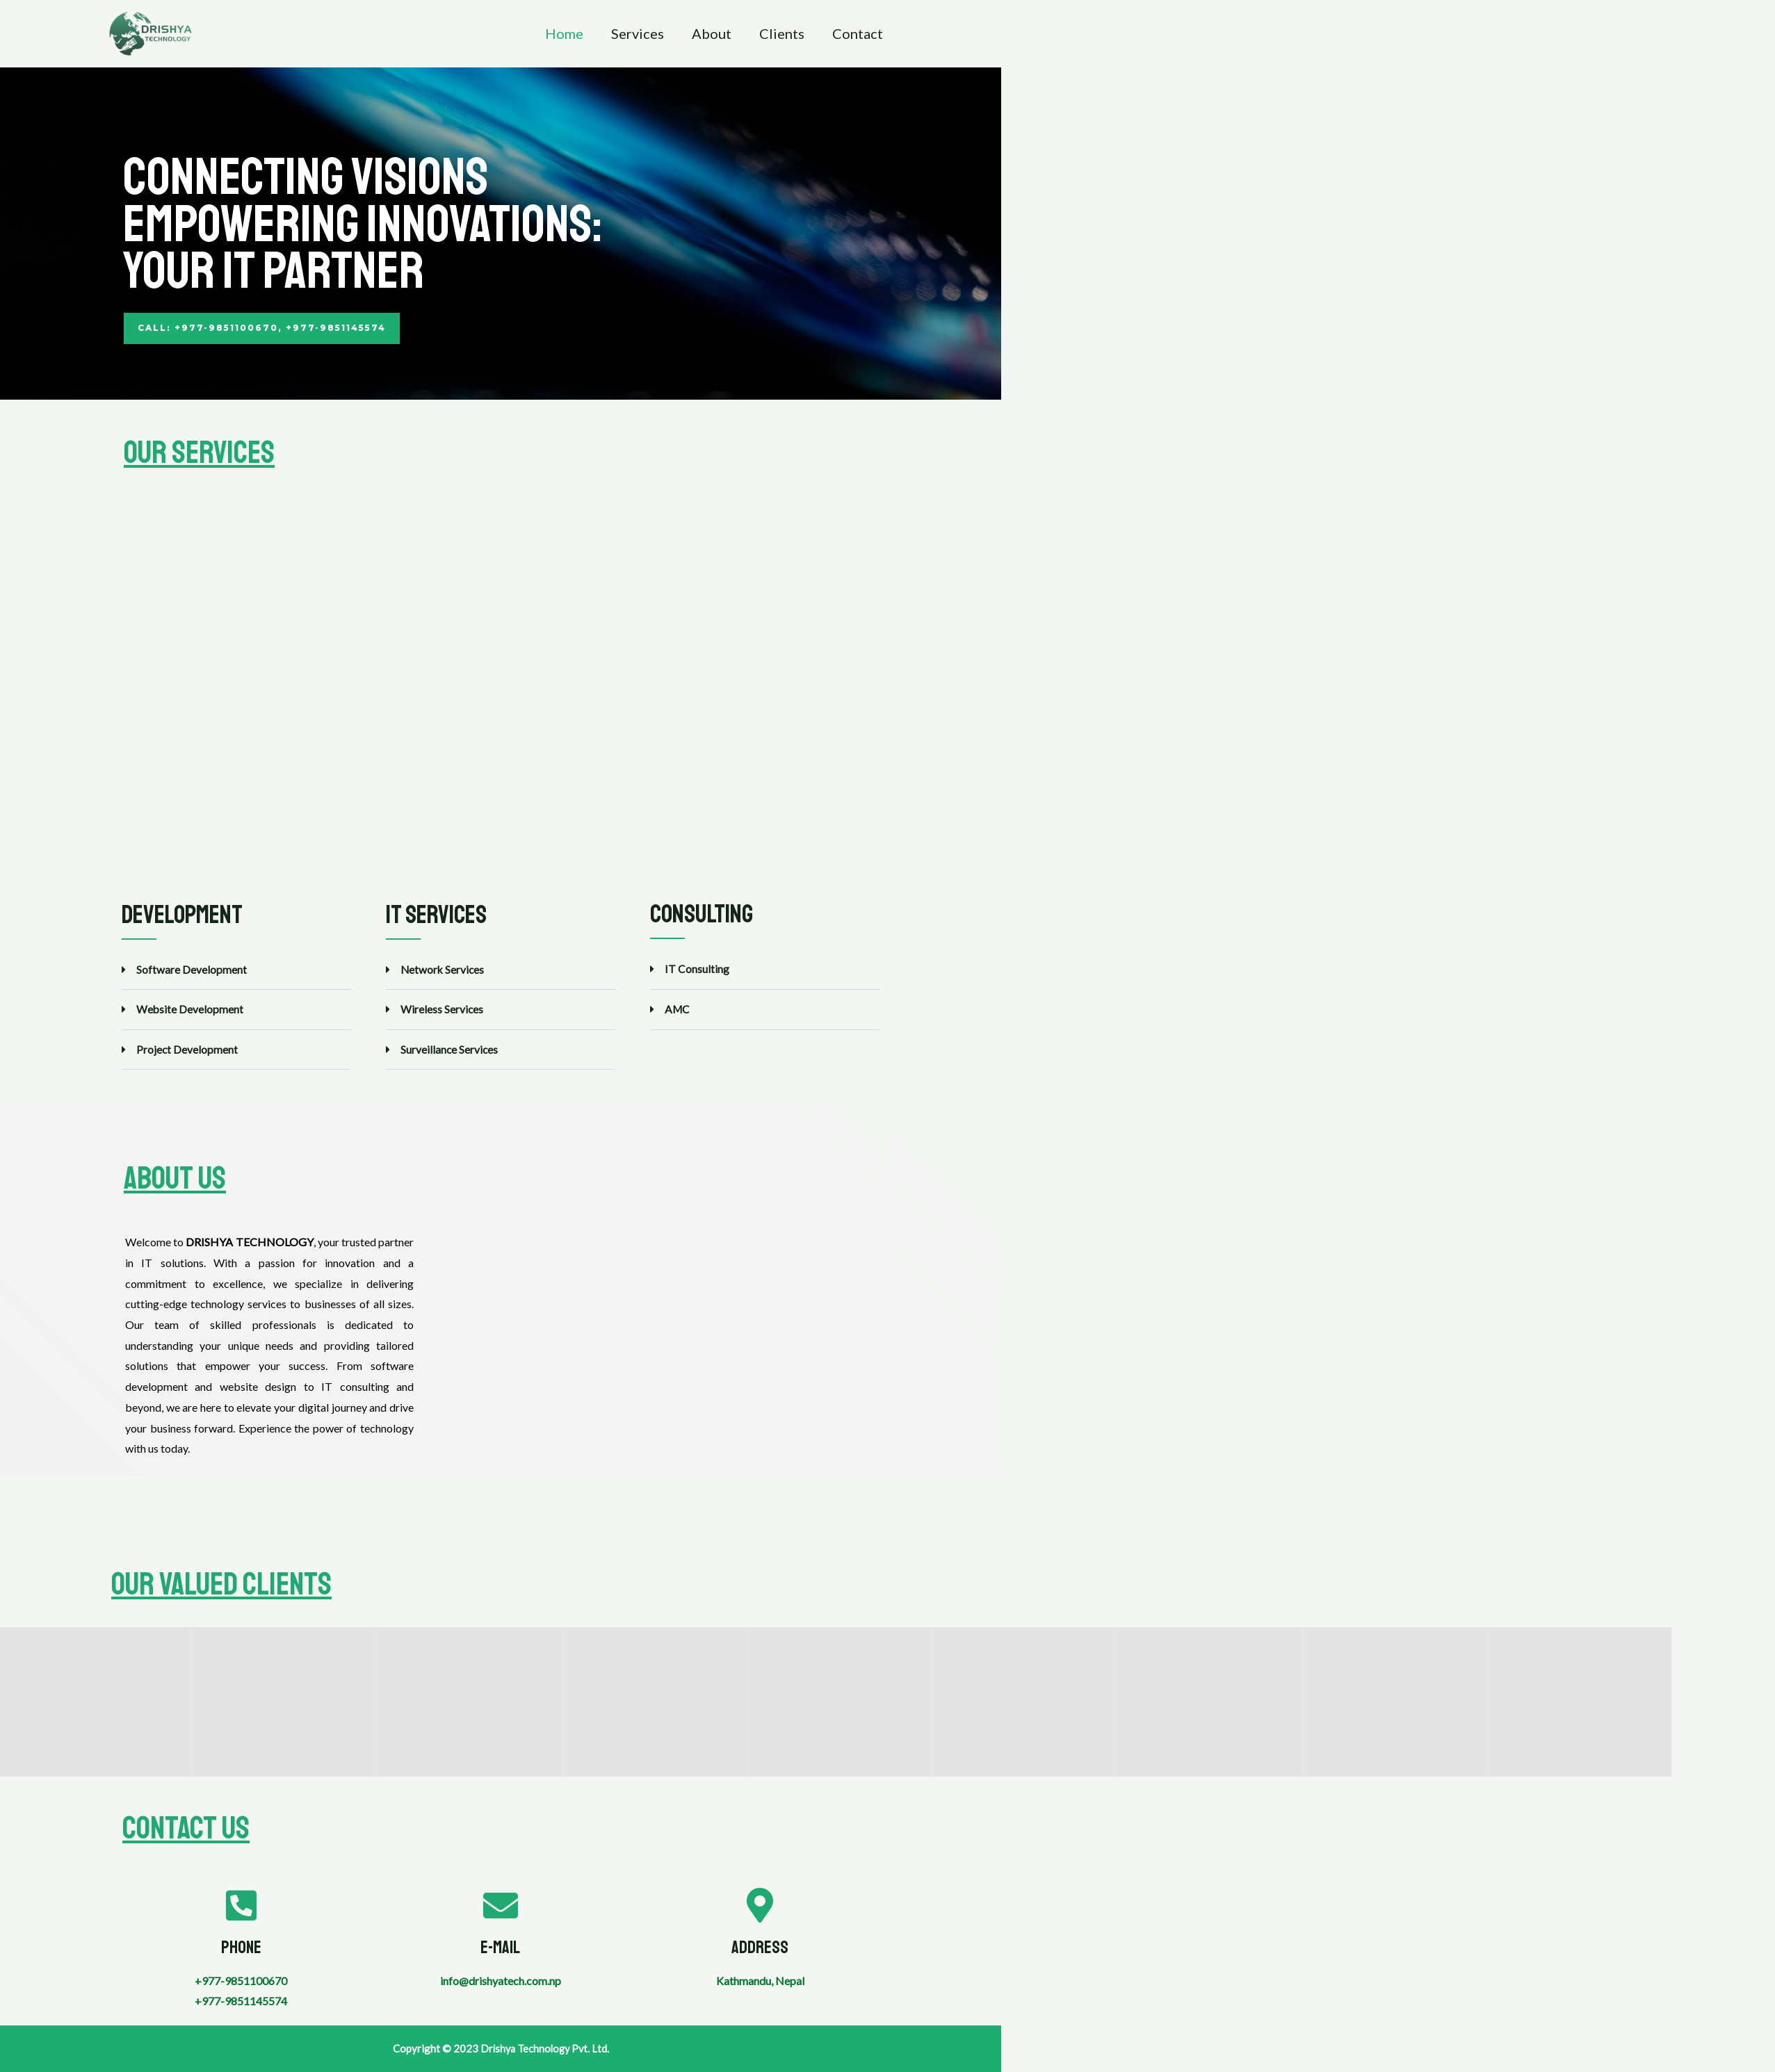 DRISHYA
TECHNOLOGY
Home Services About Clients Contact
CONNECTING VISIONS
EMPOWERING INNOVATIONS:
YOUR IT PARTNER
CALL: +977-9851100670, +977-9851145574
OUR SERVICES
DEVELOPMENT
Software Development
Website Development
Project Development
IT SERVICES
Network Services
Wireless Services
Surveillance Services
CONSULTING
IT Consulting
AMC
ABOUT US
Welcome to DRISHYA TECHNOLOGY, your trusted partner
in IT solutions. With a passion for innovation and a
commitment to excellence, we specialize in delivering
cutting-edge technology services to businesses of all sizes.
Our team of skilled professionals is dedicated to
understanding your unique needs and providing tailored
solutions that empower your success. From software
development and website design to IT consulting and
beyond, we are here to elevate your digital journey and drive
your business forward. Experience the power of technology
with us today.
OUR VALUED CLIENTS
CONTACT US
PHONE
+977-9851100670
+977-9851145574
E-MAIL
info@drishyatech.com.np
ADDRESS
Kathmandu, Nepal
Copyright © 2023 Drishya Technology Pvt. Ltd.